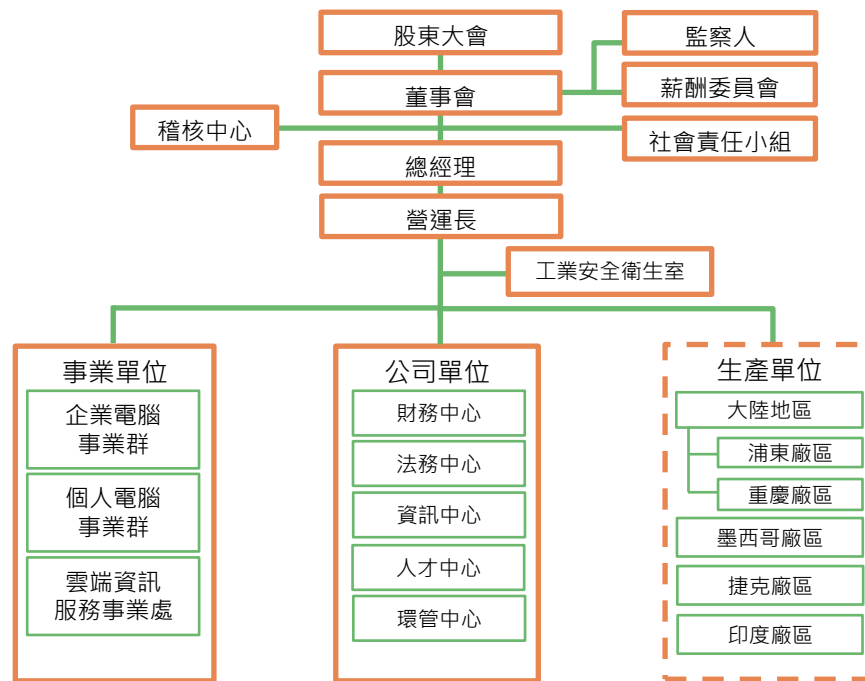 股東大會
監察人
董事會
薪酬委員會
稽核中心
社會責任小組
總經理
營運長
工業安全衛生室
事業單位
企業電腦
事業群
個人電腦
事業群
雲端資訊
服務事業處
公司單位
財務中心
法務中心
資訊中心
人才中心
環管中心
生產單位
大陸地區
浦東廠區
重慶廠區
墨西哥廠區
捷克廠區
印度廠區